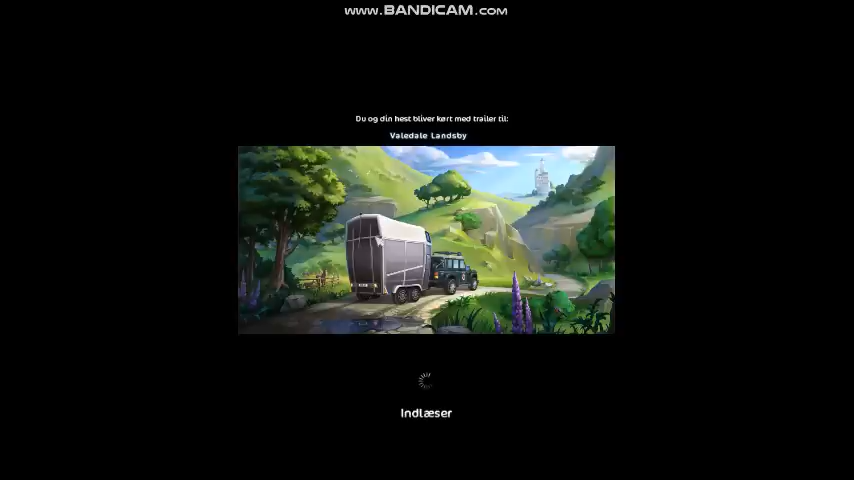 www.BANDICAM.com
Du og din hest bliver kørt med trailer til:
Valedale Landsby
Indlæser